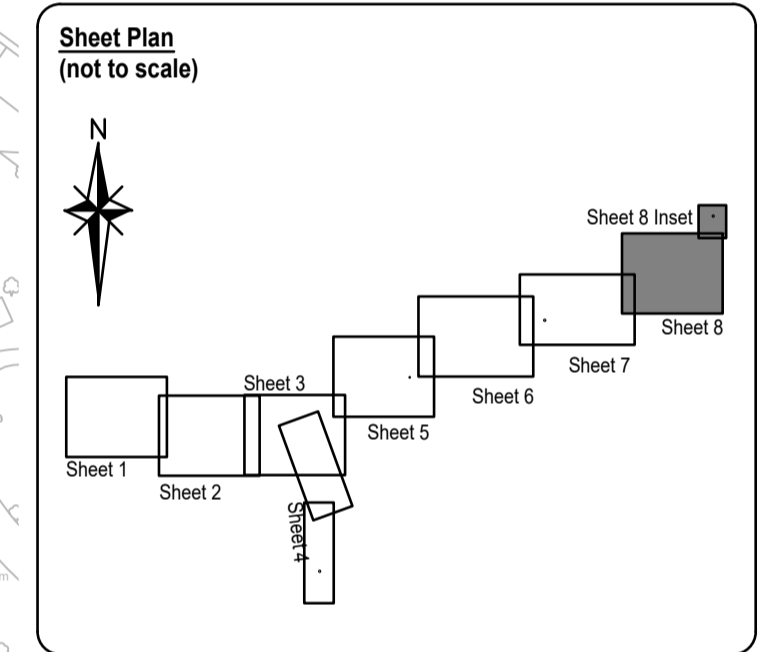 Sheet Plan
(not to scale)
N
Sheet 8 Inset
Sheet 8
Sheet 7
Sheet 3
Sheet 6
Sheet 5
Sheet 1
Sheet 2
Sheet 4
m